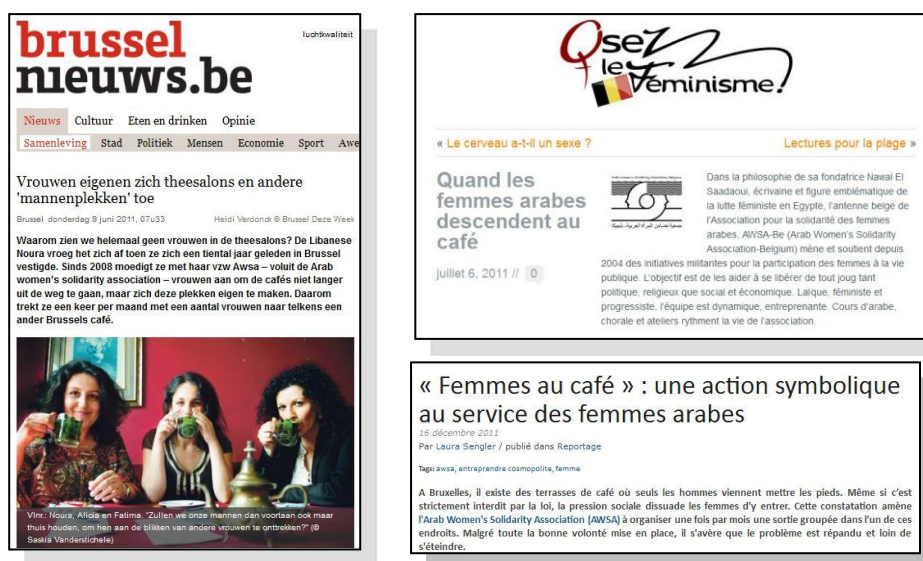 brussel
nieuws.be
luchtkwaliteit
Nieuws Cultuur Eten en drinken Opinie
Samenleving Stad Politiek Mensen Economie Sport Awe
Vrouwen eigenen zich theesalons en andere
'mannenplekken' toe
Brussel donderdag 9 juni 2011, 07u33
Heidi Verdonck © Brussel Deze Week
Waarom zien we helemaal geen vrouwen in de theesalons? De Libanese
Noura vroeg het zich af toen ze zich een tiental jaar geleden in Brussel
vestigde. Sinds 2008 moedigt ze met haar vzw Awsa – voluit de Arab
women's solidarity association – vrouwen aan om de cafés niet langer
uit de weg te gaan, maar zich deze plekken eigen te maken. Daarom
trekt ze een keer per maand met een aantal vrouwen naar telkens een
ander Brussels café.
Vlnr.: Noura, Alicia en Fatima. "Zullen we onze mannen dan voortaan ook maar
thuis houden, om hen aan de blikken van andere vrouwen te onttrekken?" (©
Saskia Vanderstichele)
Osez
le Féminisme!
« Le cerveau a-t-il un sexe ?
Lectures pour la plage »
Quand les
femmes arabes
descendent au
café
juillet 6, 2011 // 0
Dans la philosophie de sa fondatrice Nawal El
Saadaoui, écrivaine et figure emblématique de
la lutte féministe en Egypte, l'antenne belge de
l'Association pour la solidarité des femmes
arabes, AWSA-Be (Arab Women's Solidarity
Association-Belgium) mène et soutient depuis
2004 des initiatives militantes pour la participation des femmes à la vie
publique. L'objectif est de les aider à se libérer de tout joug tant
politique, religieux que social et économique. Laïque, féministe et
progressiste, l'équipe est dynamique, entreprenante. Cours d'arabe,
chorale et ateliers rythment la vie de l'association.
« Femmes au café » : une action symbolique
au service des femmes arabes
16 décembre 2011
Par Laura Sengler / publié dans Reportage
Tags: awsa, entreprendre cosmopolite, femme
A Bruxelles, il existe des terrasses de café où seuls les hommes viennent mettre les pieds. Même si c'est
strictement interdit par la loi, la pression sociale dissuade les femmes d'y entrer. Cette constatation amène
l'Arab Women's Solidarity Association (AWSA) à organiser une fois par mois une sortie groupée dans l'un de ces
endroits. Malgré toute la bonne volonté mise en place, il s'avère que le problème est répandu et loin de
s'éteindre.